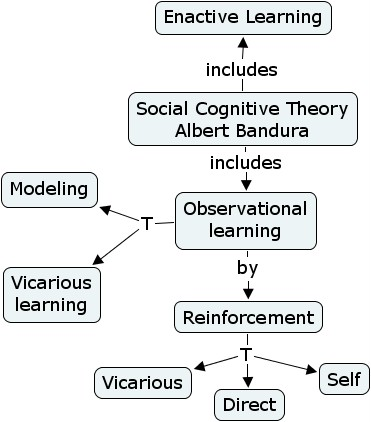 Enactive Learning
includes
Social Cognitive Theory
Albert Bandura
includes
Modeling
T
Observational
learning
Vicarious
learning
by
Reinforcement
T
Vicarious
Direct
Self